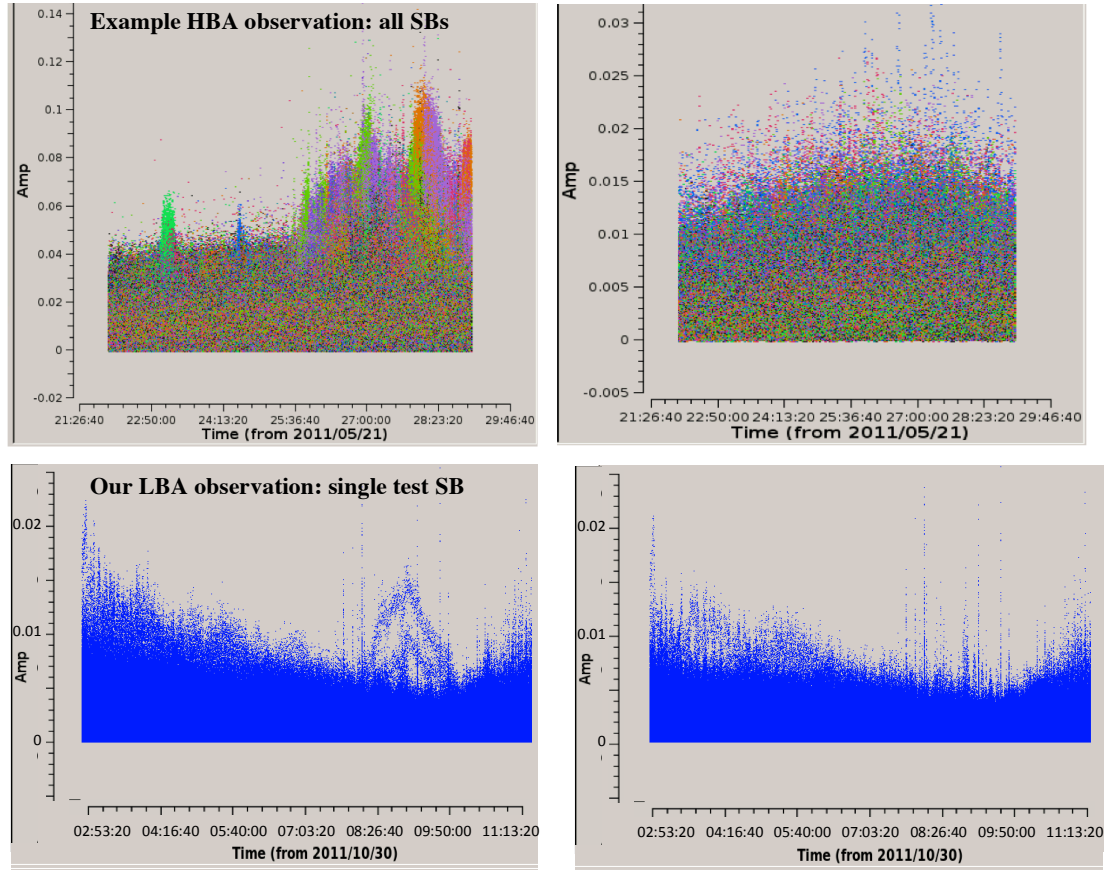 Example HBA observation: all SBs
0.14
0.12
0.1
0.08
0.06
0.04
0.02
0
-0.02
Amp
21:26:40 22:50:00 24:13:20 25:36:40 27:00:00 28:23:20 29:46:40
Time (from 2011/05/21)
0.03
0.025
0.02
0.015
0.01
0.005
0
-0.005
Amp
21:26:40 22:50:00 24:13:20 25:36:40 27:00:00 28:23:20 29:46:40
Time (from 2011/05/21)
Our LBA observation: single test SB
0.02
0.01
0
Amp
02:53:20 04:16:40 05:40:00 07:03:20 08:26:40 09:50:00 11:13:20
Time (from 2011/10/30)
0.02
0.01
0
Amp
02:53:20 04:16:40 05:40:00 07:03:20 08:26:40 09:50:00 11:13:20
Time (from 2011/10/30)